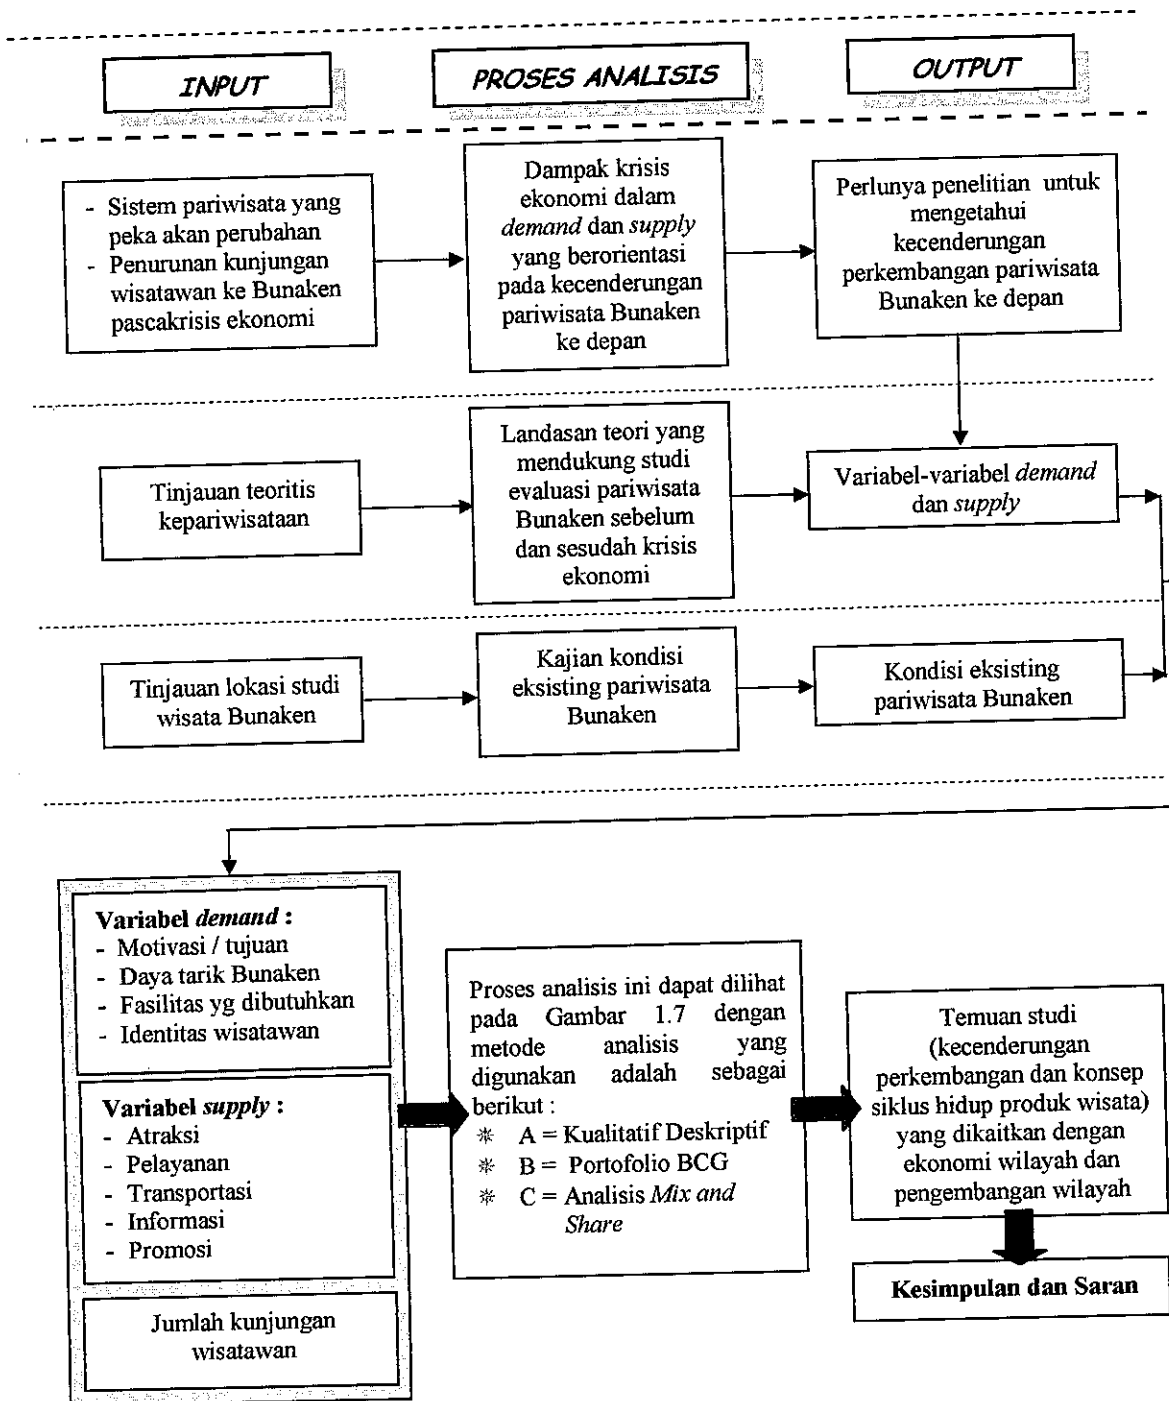 INPUT
PROSES ANALISIS
OUTPUT
- Sistem pariwisata yang
peka akan perubahan
- Penurunan kunjungan
wisatawan ke Bunaken
pascakrisis ekonomi
Dampak krisis
ekonomi dalam
demand dan supply
yang berorientasi
pada kecenderungan
pariwisata Bunaken
ke depan
Perlunya penelitian untuk
mengetahui
kecenderungan
perkembangan pariwisata
Bunaken ke depan
Tinjauan teoritis
kepariwisataan
Landasan teori yang
mendukung studi
evaluasi pariwisata
Bunaken sebelum
dan sesudah krisis
ekonomi
Variabel-variabel demand
dan supply
Tinjauan lokasi studi
wisata Bunaken
Kajian kondisi
eksisting pariwisata
Bunaken
Kondisi eksisting
pariwisata Bunaken
Variabel demand :
- Motivasi / tujuan
- Daya tarik Bunaken
- Fasilitas yg dibutuhkan
- Identitas wisatawan
Variabel supply :
- Atraksi
- Pelayanan
- Transportasi
- Informasi
- Promosi
Jumlah kunjungan
wisatawan
Proses analisis ini dapat dilihat
pada Gambar 1.7 dengan
metode analisis yang
digunakan adalah sebagai
berikut :
* A = Kualitatif Deskriptif
* B = Portofolio BCG
* C = Analisis Mix and
Share
Temuan studi
(kecenderungan
perkembangan dan konsep
siklus hidup produk wisata)
yang dikaitkan dengan
ekonomi wilayah dan
pengembangan wilayah
Kesimpulan dan Saran